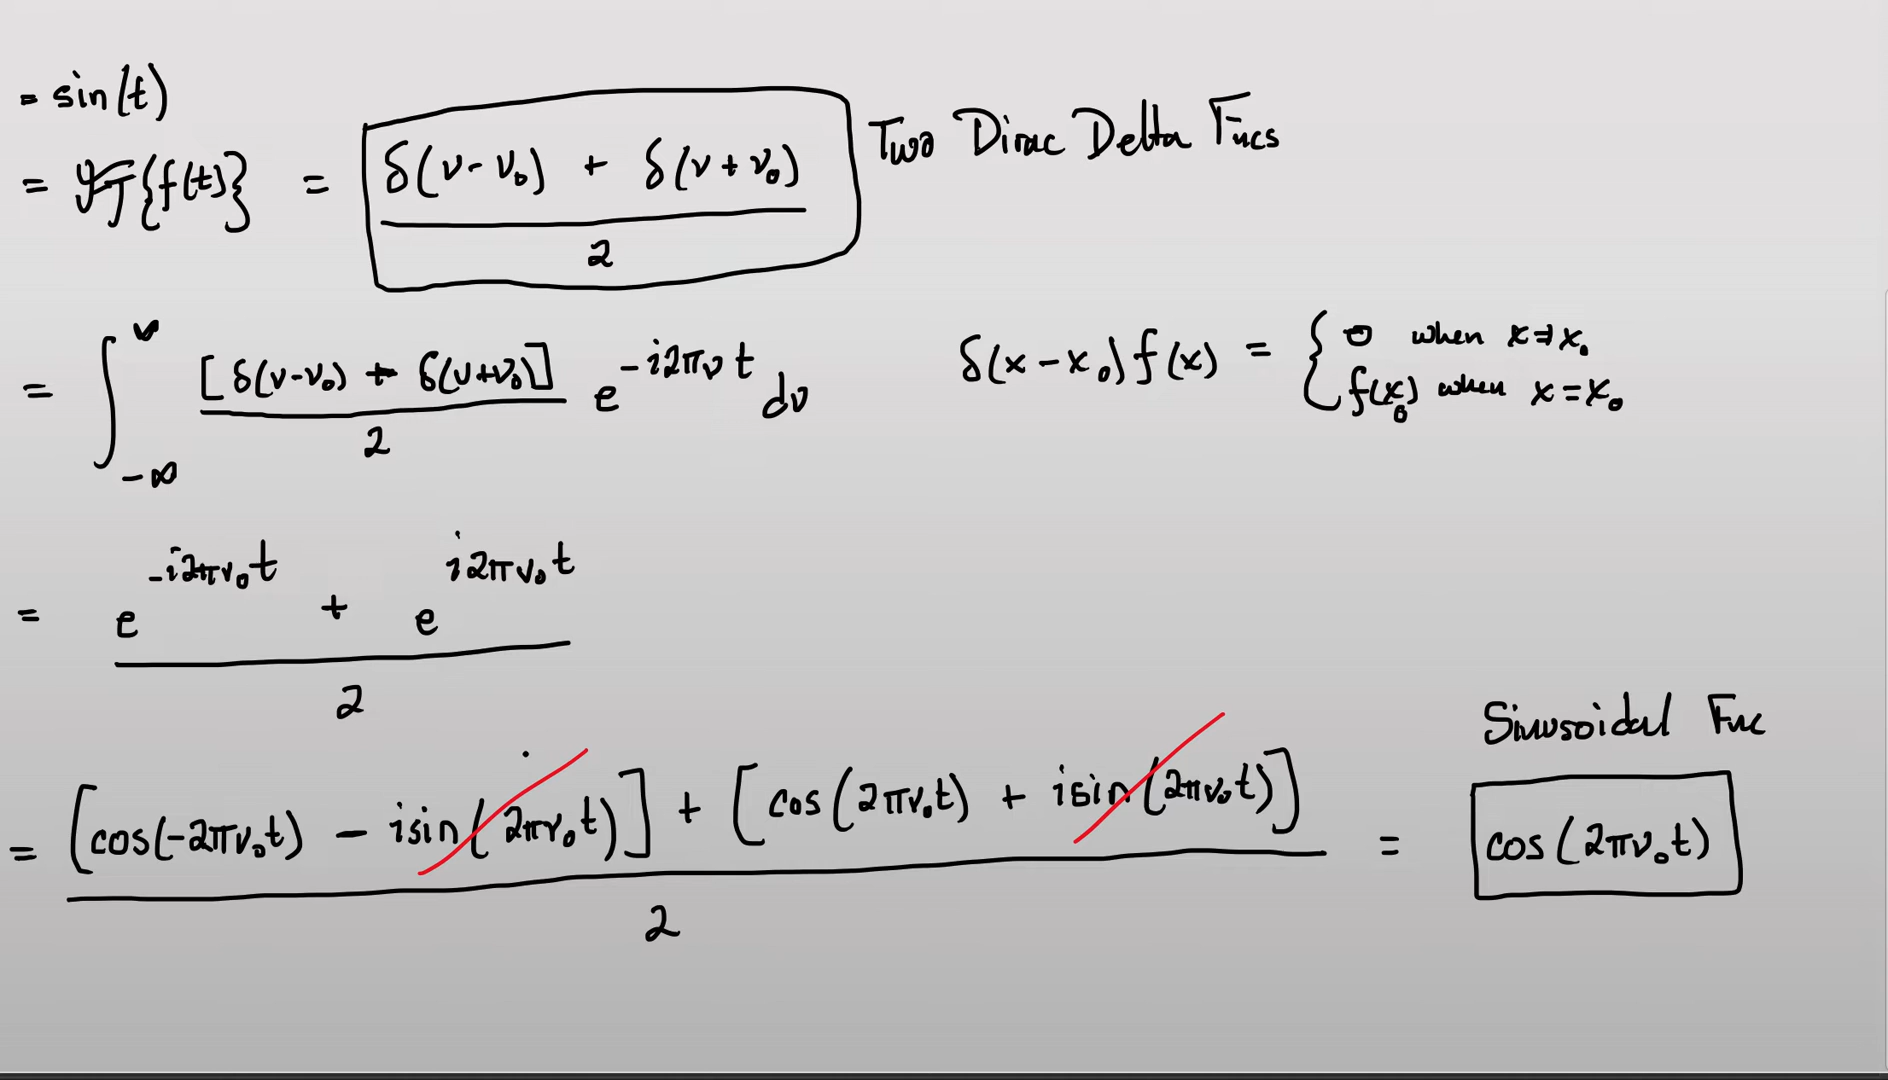 = sin(t)
= FT{f(t)} = δ(ν - ν₀) + δ(ν + ν₀) / 2 Two Dirac Delta Fncs
= ∫_{-∞}^{∞} [δ(ν-ν₀) + δ(ν+ν₀)] / 2 e^{-i2πνt} dν
δ(x - x₀) f(x) = { 0 when x≠x₀
f(x₀) when x = x₀
= e^{-i2πν₀t} + e^{i2πν₀t} / 2
Sinusoidal Fnc
= [cos(-2πν₀t) - isin(2πν₀t)] + [cos(2πν₀t) + isin(2πν₀t)] / 2 = cos(2πν₀t)